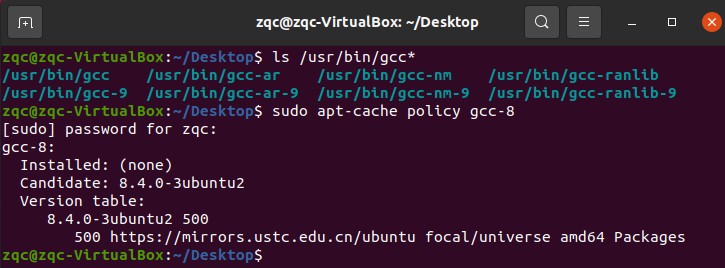 zqc@zqc-VirtualBox: ~/Desktop
zqc@zqc-VirtualBox:~/Desktop$ ls /usr/bin/gcc*
/usr/bin/gcc /usr/bin/gcc-ar /usr/bin/gcc-nm /usr/bin/gcc-ranlib
/usr/bin/gcc-9 /usr/bin/gcc-ar-9 /usr/bin/gcc-nm-9 /usr/bin/gcc-ranlib-9
zqc@zqc-VirtualBox:~/Desktop$ sudo apt-cache policy gcc-8
[sudo] password for zqc:
gcc-8:
  Installed: (none)
  Candidate: 8.4.0-3ubuntu2
  Version table:
     8.4.0-3ubuntu2 500
        500 https://mirrors.ustc.edu.cn/ubuntu focal/universe amd64 Packages
zqc@zqc-VirtualBox:~/Desktop$